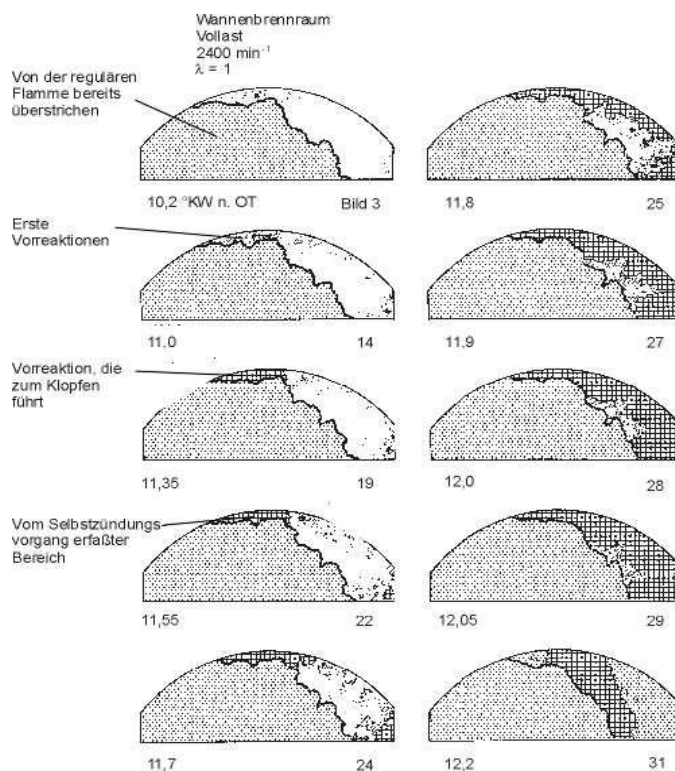 Wannenbrennraum
Vollast
2400 min⁻¹
λ = 1
Von der regulären
Flamme bereits
überstrichen
10,2 °KW n. OT Bild 3
11,8 25
Erste
Vorreaktionen
11,0 14
11,9 27
Vorreaktion, die
zum Klopfen
führt
11,35 19
12,0 28
Vom Selbstzündungs
vorgang erfaßter
Bereich
11,55 22
12,05 29
11,7 24
12,2 31